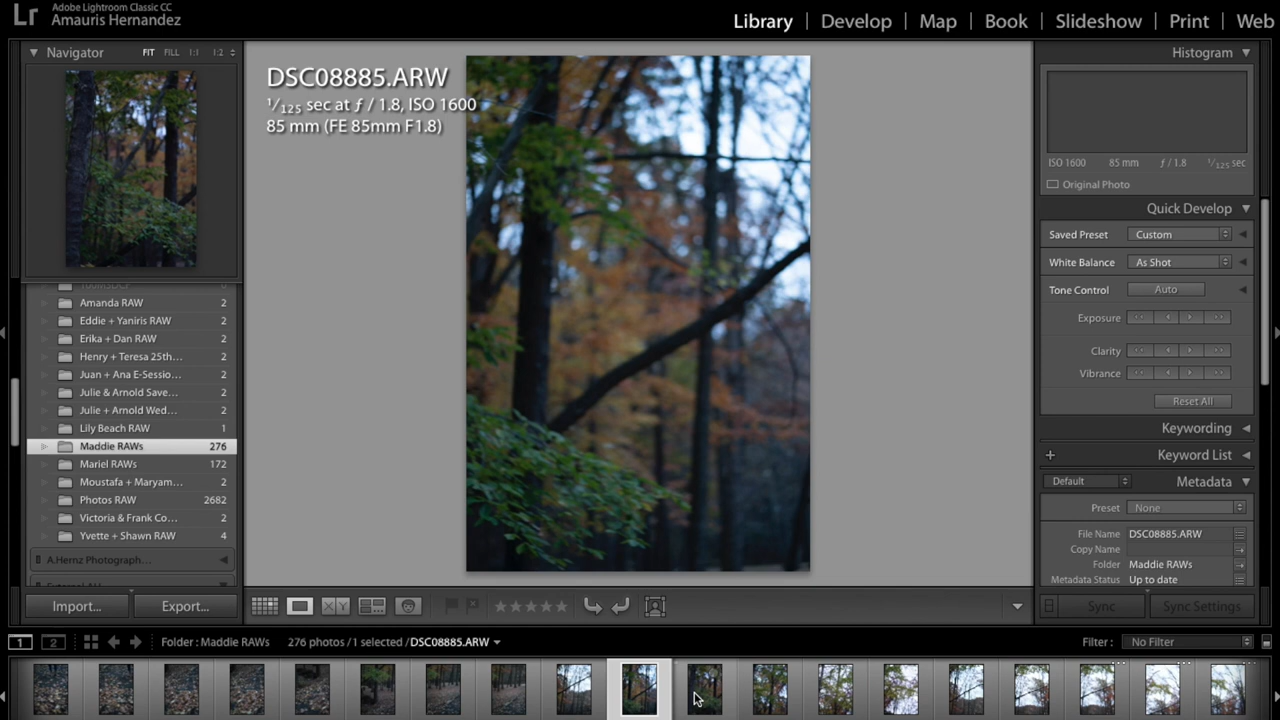 Lr Adobe Lightroom Classic CC
Amauris Hernandez
Library | Develop | Map | Book | Slideshow | Print | Web
Navigator FIT FILL 1:1 1:2
Amanda RAW 2
Eddie + Yaniris RAW 2
Erika + Dan RAW 2
Henry + Teresa 25th... 2
Juan + Ana E-Sessio... 2
Julie & Arnold Save... 2
Julie + Arnold Wed... 2
Lily Beach RAW 1
Maddie RAWs 276
Mariel RAWs 172
Moustafa + Maryam... 2
Photos RAW 2682
Victoria & Frank Co... 2
Yvette + Shawn RAW 4
A.Hernz Photograph...
Import... Export...
DSC08885.ARW
1/125 sec at ƒ / 1.8, ISO 1600
85 mm (FE 85mm F1.8)
Histogram
ISO 1600 85 mm ƒ / 1.8 1/125 sec
Original Photo
Quick Develop
Saved Preset Custom
White Balance As Shot
Tone Control Auto
Exposure
Clarity
Vibrance
Reset All
Keywording
+ Keyword List
Default Metadata
Preset None
File Name DSC08885.ARW
Copy Name
Folder Maddie RAWs
Metadata Status Up to date
Sync Sync Settings
X Y
1 2 Folder : Maddie RAWs 276 photos / 1 selected / DSC08885.ARW Filter : No Filter